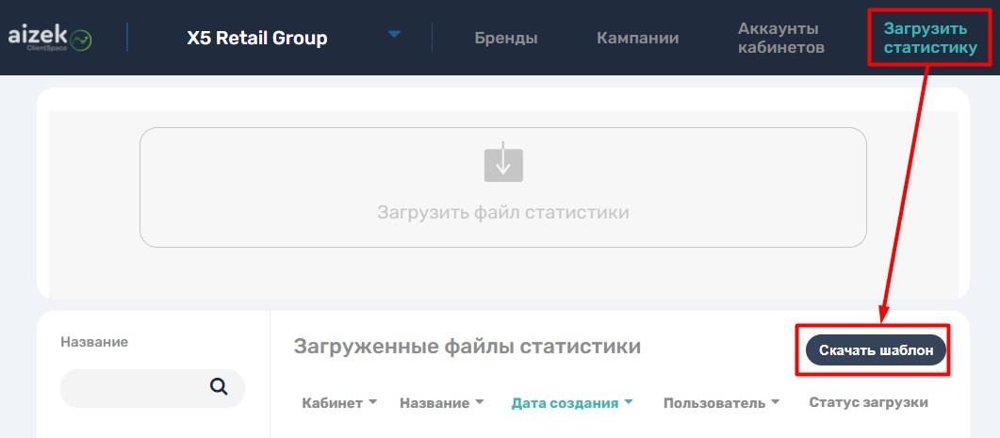 aizek
ClientSpace
X5 Retail Group
Бренды
Кампании
Аккаунты
кабинетов
Загрузить
статистику
Загрузить файл статистики
Название
Загруженные файлы статистики
Скачать шаблон
Кабинет Название Дата создания Пользователь Статус загрузки